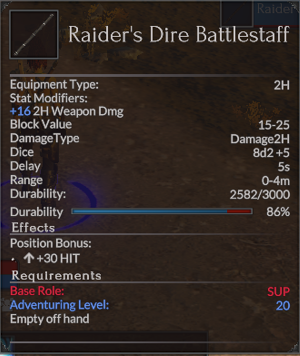 Raider
Raider's Dire Battlestaff
Equipment Type: 2H
Stat Modifiers:
+16 2H Weapon Dmg
Block Value 15-25
DamageType Damage2H
Dice 8d2 +5
Delay 5s
Range 0-4m
Durability: 2582/3000
Durability 86%
Effects
Position Bonus:
· +30 HIT
Requirements
Base Role: SUP
Adventuring Level: 20
Empty off hand